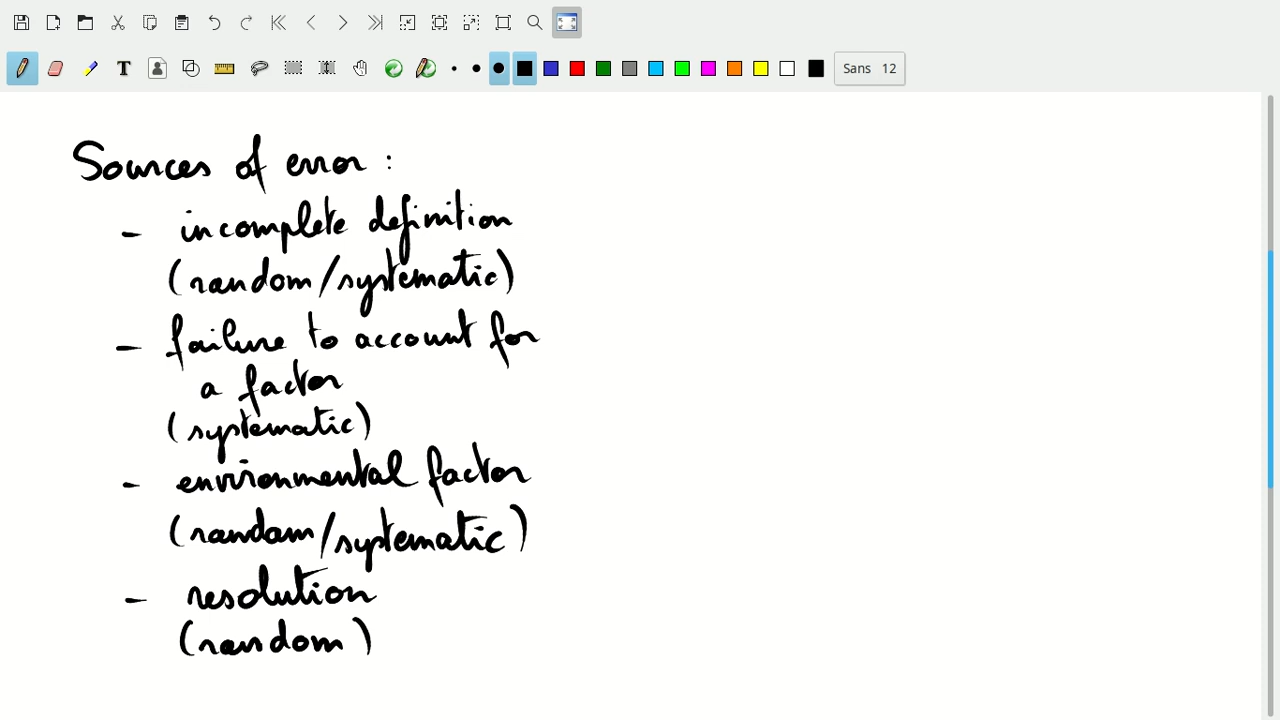 T Sans 12
Sources of error :
- incomplete definition
(random/systematic)
- failure to account for
a factor
(systematic)
- environmental factor
(random/systematic)
- resolution
(random)